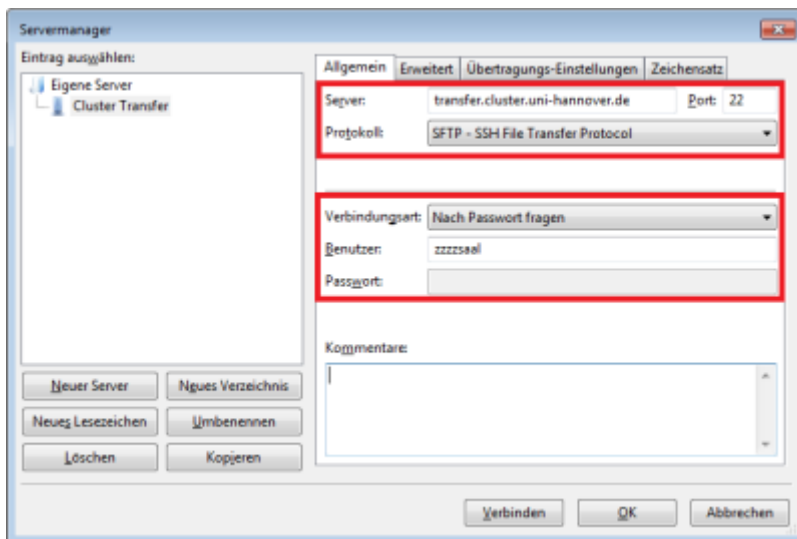 Servermanager
Eintrag auswählen:
Eigene Server
Cluster Transfer
Neuer Server
Neues Verzeichnis
Neues Lesezeichen
Umbenennen
Löschen
Kopieren
Allgemein Erweitert Übertragungs-Einstellungen Zeichensatz
Server: transfer.cluster.uni-hannover.de Port: 22
Protokoll: SFTP - SSH File Transfer Protocol
Verbindungsart: Nach Passwort fragen
Benutzer: zzzzsaal
Passwort:
Kommentare:
Verbinden OK Abbrechen